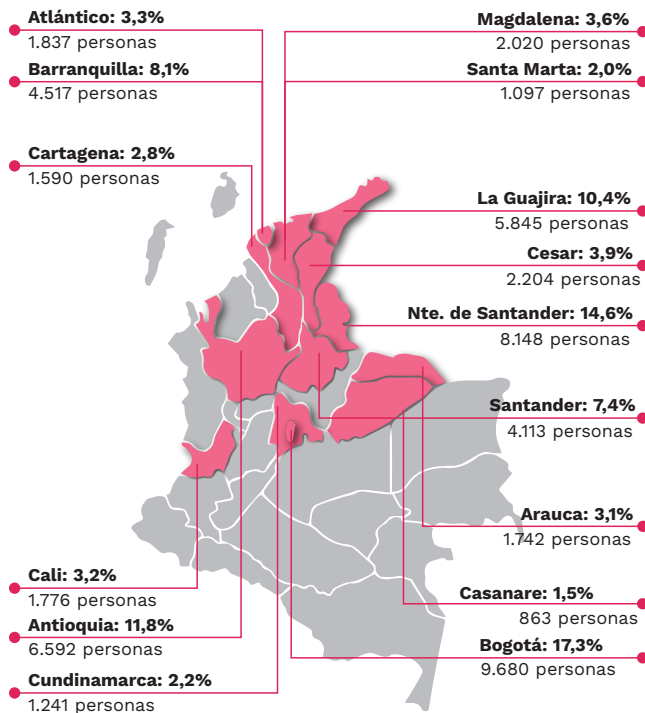 Atlántico: 3,3%
1.837 personas
Barranquilla: 8,1%
4.517 personas
Cartagena: 2,8%
1.590 personas
Magdalena: 3,6%
2.020 personas
Santa Marta: 2,0%
1.097 personas
La Guajira: 10,4%
5.845 personas
Cesar: 3,9%
2.204 personas
Nte. de Santander: 14,6%
8.148 personas
Santander: 7,4%
4.113 personas
Arauca: 3,1%
1.742 personas
Casanare: 1,5%
863 personas
Bogotá: 17,3%
9.680 personas
Cali: 3,2%
1.776 personas
Antioquia: 11,8%
6.592 personas
Cundinamarca: 2,2%
1.241 personas